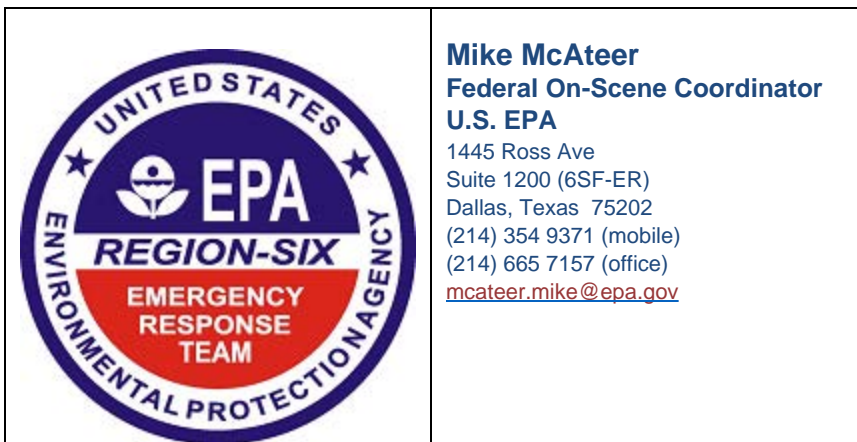 UNITED STATES
EPA
REGION-SIX
EMERGENCY
RESPONSE
TEAM
ENVIRONMENTAL PROTECTION AGENCY
Mike McAteer
Federal On-Scene Coordinator
U.S. EPA
1445 Ross Ave
Suite 1200 (6SF-ER)
Dallas, Texas  75202
(214) 354 9371 (mobile)
(214) 665 7157 (office)
mcateer.mike@epa.gov